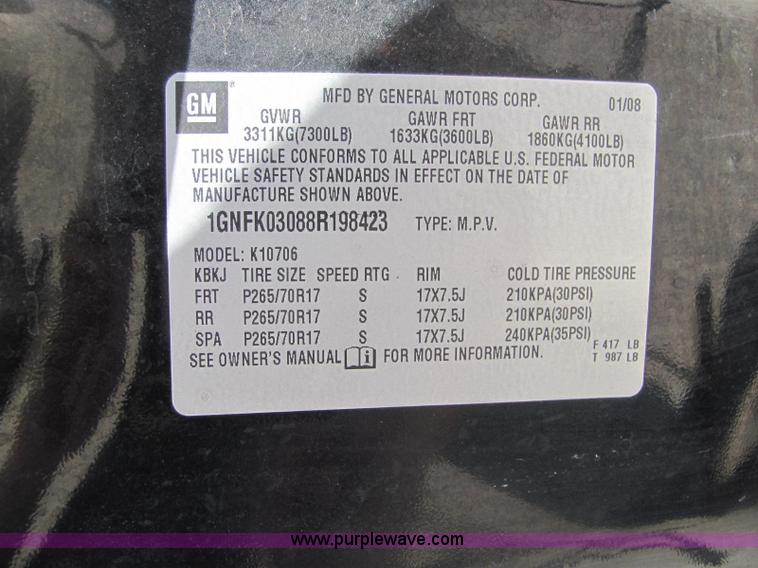 GM ® MFD BY GENERAL MOTORS CORP. 01/08
GVWR GAWR FRT GAWR RR
3311KG(7300LB) 1633KG(3600LB) 1860KG(4100LB)
THIS VEHICLE CONFORMS TO ALL APPLICABLE U.S. FEDERAL MOTOR
VEHICLE SAFETY STANDARDS IN EFFECT ON THE DATE OF
MANUFACTURE SHOWN ABOVE.
1GNFK03088R198423 TYPE: M.P.V.
MODEL: K10706
KBKJ TIRE SIZE SPEED RTG RIM COLD TIRE PRESSURE
FRT P265/70R17 S 17X7.5J 210KPA(30PSI)
RR P265/70R17 S 17X7.5J 210KPA(30PSI)
SPA P265/70R17 S 17X7.5J 240KPA(35PSI)
F 417 LB
SEE OWNER'S MANUAL i FOR MORE INFORMATION. T 987 LB
www.purplewave.com